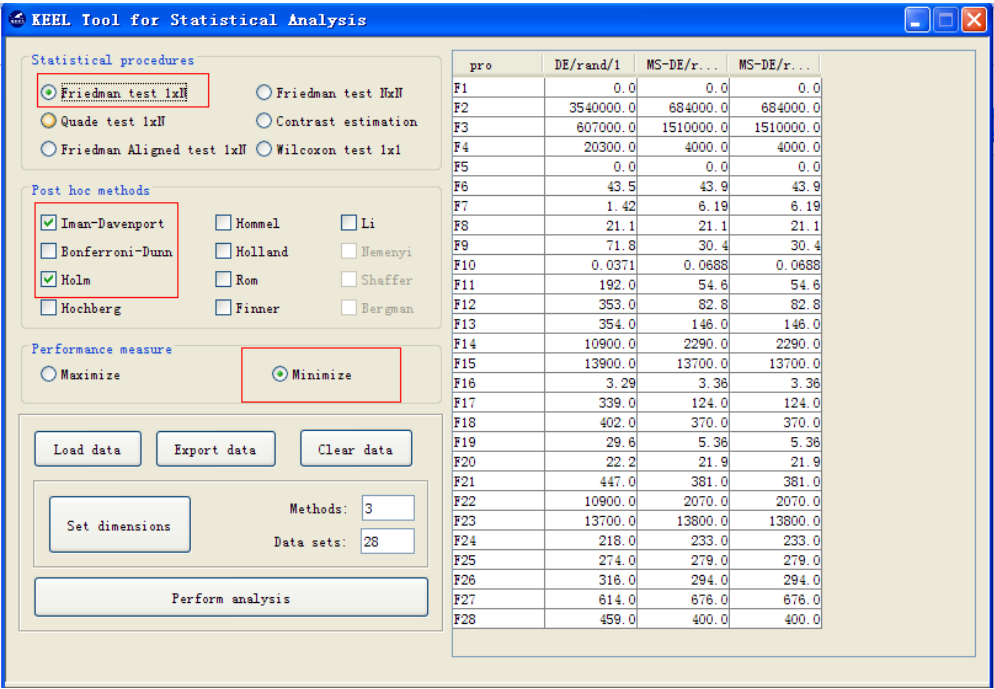 KEEL Tool for Statistical Analysis
Statistical procedures
Friedman test 1xN Friedman test NxN
Quade test 1xN Contrast estimation
Friedman Aligned test 1xN Wilcoxon test 1x1
Post hoc methods
Iman-Davenport Hommel Li
Bonferroni-Dunn Holland Nemenyi
Holm Rom Shaffer
Hochberg Finner Bergman
Performance measure
Maximize Minimize
Load data Export data Clear data
Set dimensions
Methods: 3
Data sets: 28
Perform analysis
pro DE/rand/1 MS-DE/r... MS-DE/r...
F1 0.0 0.0 0.0
F2 3540000.0 684000.0 684000.0
F3 607000.0 1510000.0 1510000.0
F4 20300.0 4000.0 4000.0
F5 0.0 0.0 0.0
F6 43.5 43.9 43.9
F7 1.42 6.19 6.19
F8 21.1 21.1 21.1
F9 71.8 30.4 30.4
F10 0.0371 0.0688 0.0688
F11 192.0 54.6 54.6
F12 353.0 82.8 82.8
F13 354.0 146.0 146.0
F14 10900.0 2290.0 2290.0
F15 13900.0 13700.0 13700.0
F16 3.29 3.36 3.36
F17 339.0 124.0 124.0
F18 402.0 370.0 370.0
F19 29.6 5.36 5.36
F20 22.2 21.9 21.9
F21 447.0 381.0 381.0
F22 10900.0 2070.0 2070.0
F23 13700.0 13800.0 13800.0
F24 218.0 233.0 233.0
F25 274.0 279.0 279.0
F26 316.0 294.0 294.0
F27 614.0 676.0 676.0
F28 459.0 400.0 400.0